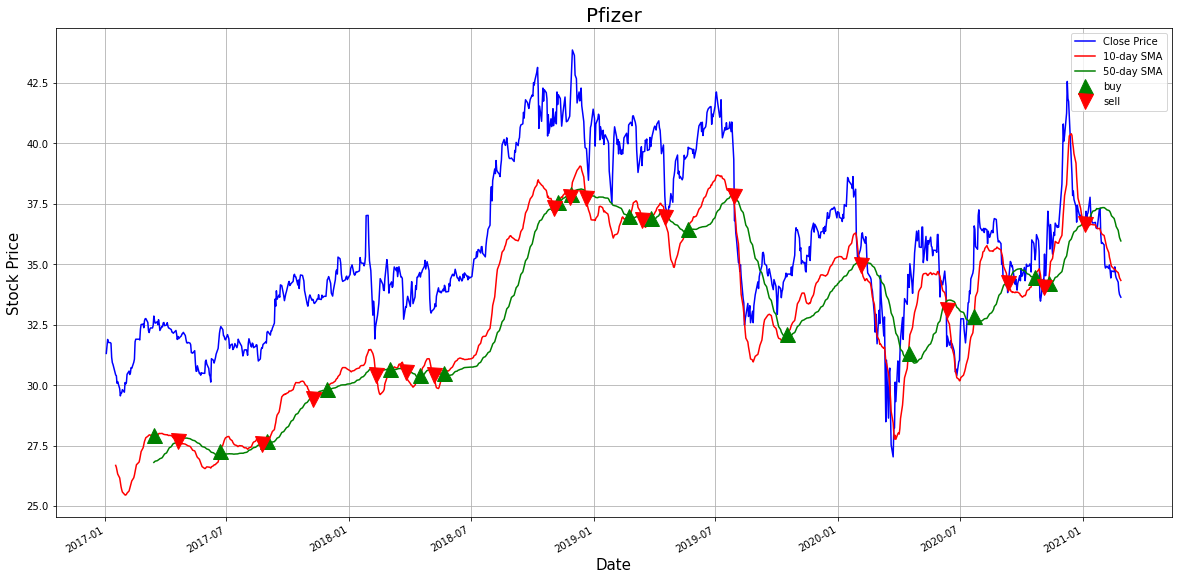 Pfizer
Close Price
10-day SMA
50-day SMA
buy
sell
Stock Price
42.5
40.0
37.5
35.0
32.5
30.0
27.5
25.0
2017-01
2017-07
2018-01
2018-07
2019-01
2019-07
2020-01
2020-07
2021-01
Date